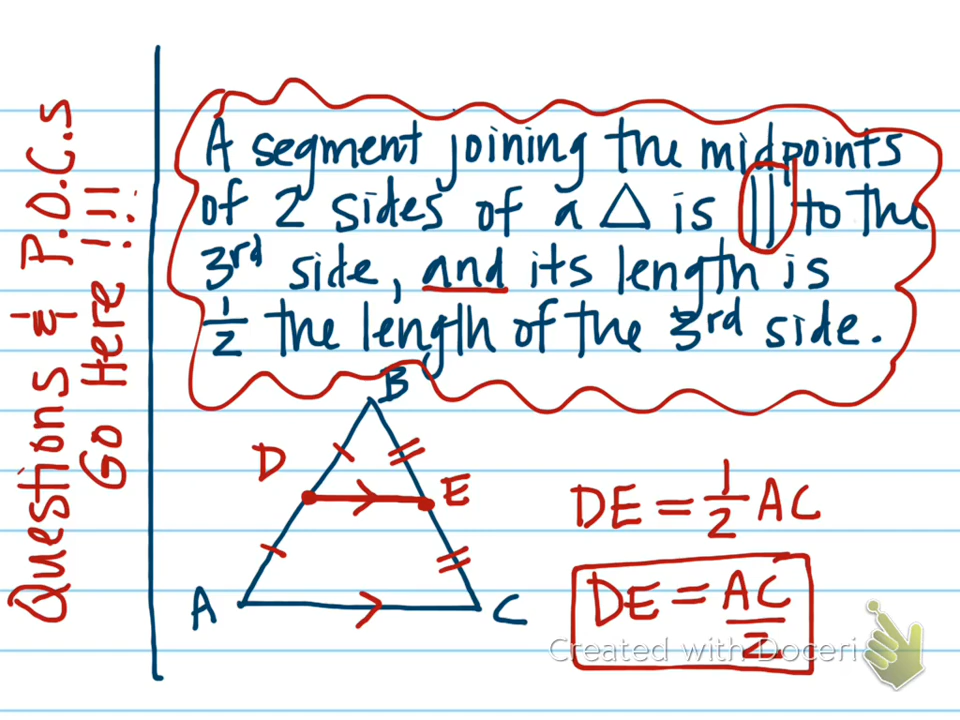 Questions & P.O.C.s
Go Here !!!
A segment joining the midpoints
of 2 sides of a △ is || to the
3rd side, and its length is
1/2 the length of the 3rd side.
B
D
E
A
C
DE = 1/2 AC
DE = AC/2
Created with Doceri